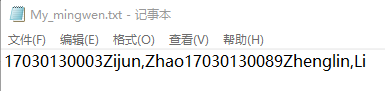 My_mingwen.txt - 记事本
文件(F) 编辑(E) 格式(O) 查看(V) 帮助(H)
17030130003Zijun,Zhao17030130089Zhenglin,Li